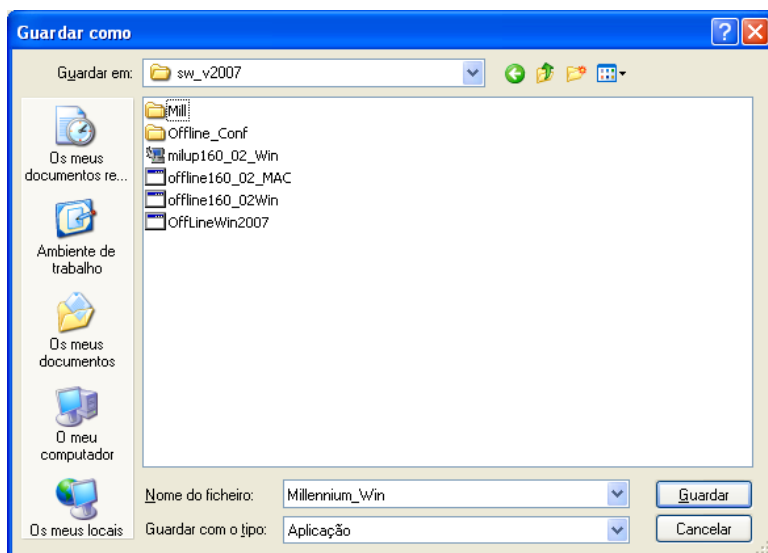 Guardar como
Guardar em: sw_v2007
Mill
Offline_Conf
milup160_02_Win
offline160_02_MAC
offline160_02Win
OffLineWin2007
Os meus
documentos re...
Ambiente de
trabalho
Os meus
documentos
O meu
computador
Os meus locais
Nome do ficheiro: Millennium_Win Guardar
Guardar com o tipo: Aplicação Cancelar